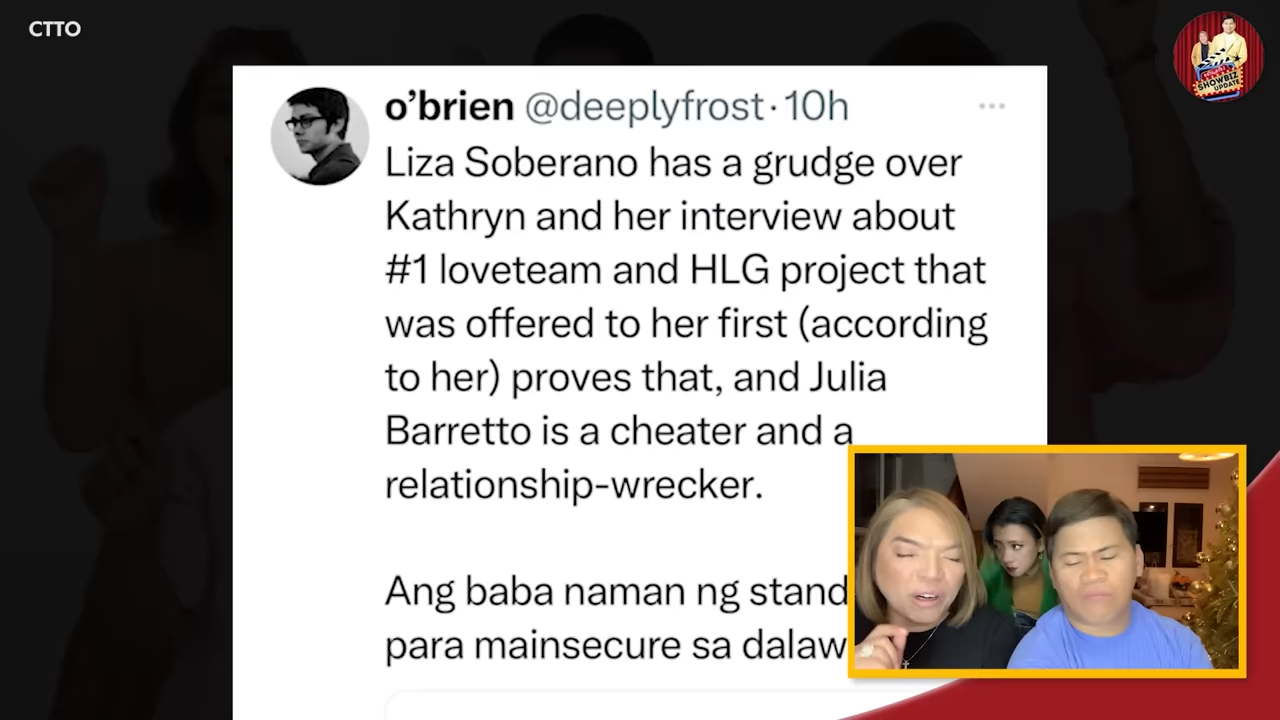 CTTO
SHOWBIZ
UPDATE
o’brien @deeplyfrost · 10h
Liza Soberano has a grudge over
Kathryn and her interview about
#1 loveteam and HLG project that
was offered to her first (according
to her) proves that, and Julia
Barretto is a cheater and a
relationship-wrecker.
Ang baba naman ng stand
para mainsecure sa dalaw